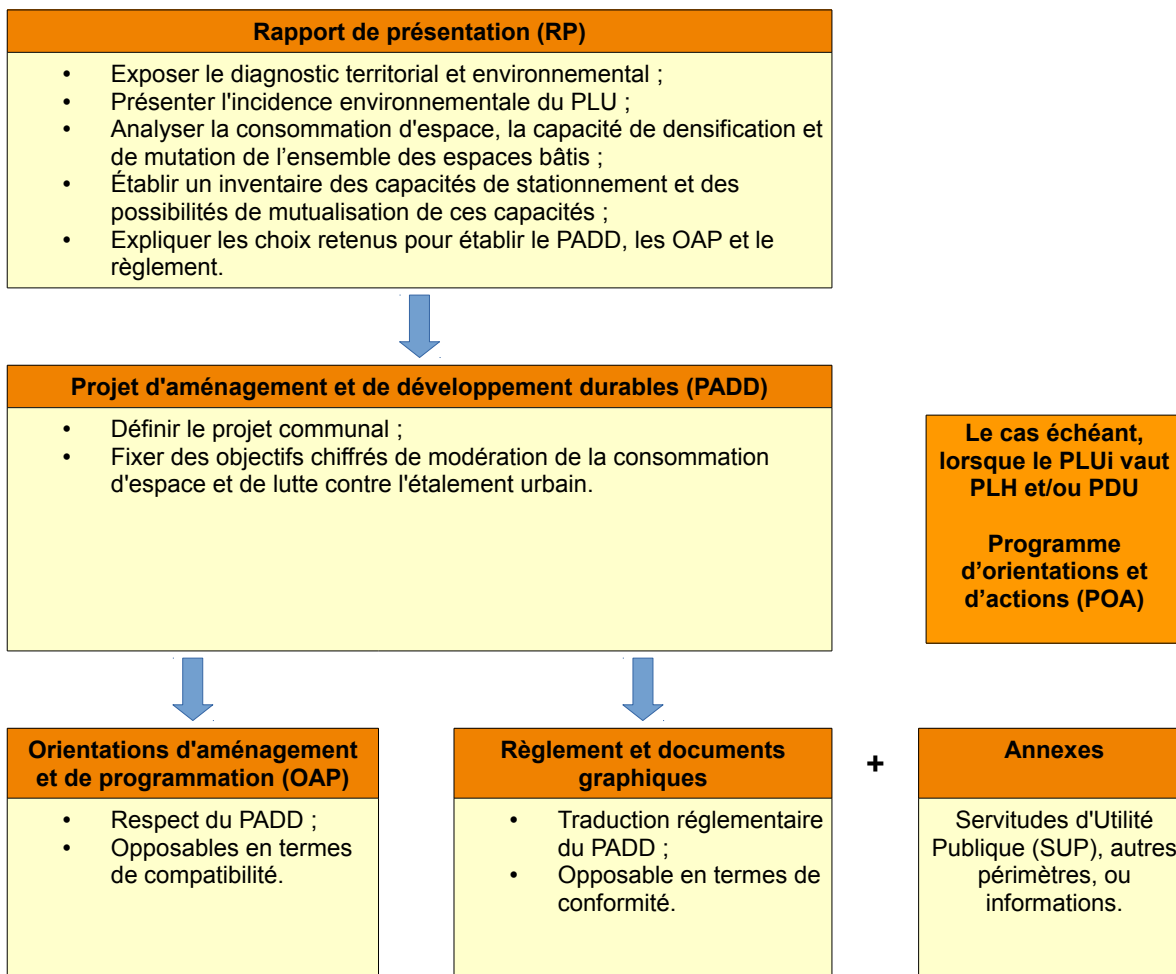 Rapport de présentation (RP)
• Exposer le diagnostic territorial et environnemental ;
• Présenter l'incidence environnementale du PLU ;
• Analyser la consommation d'espace, la capacité de densification et
de mutation de l’ensemble des espaces bâtis ;
• Établir un inventaire des capacités de stationnement et des
possibilités de mutualisation de ces capacités ;
• Expliquer les choix retenus pour établir le PADD, les OAP et le
règlement.
Projet d'aménagement et de développement durables (PADD)
• Définir le projet communal ;
• Fixer des objectifs chiffrés de modération de la consommation
d'espace et de lutte contre l'étalement urbain.
Le cas échéant,
lorsque le PLUi vaut
PLH et/ou PDU
Programme
d’orientations et
d’actions (POA)
Orientations d'aménagement
et de programmation (OAP)
• Respect du PADD ;
• Opposables en termes
de compatibilité.
Règlement et documents
graphiques
• Traduction réglementaire
du PADD ;
• Opposable en termes de
conformité.
+
Annexes
Servitudes d'Utilité
Publique (SUP), autres
périmètres, ou
informations.